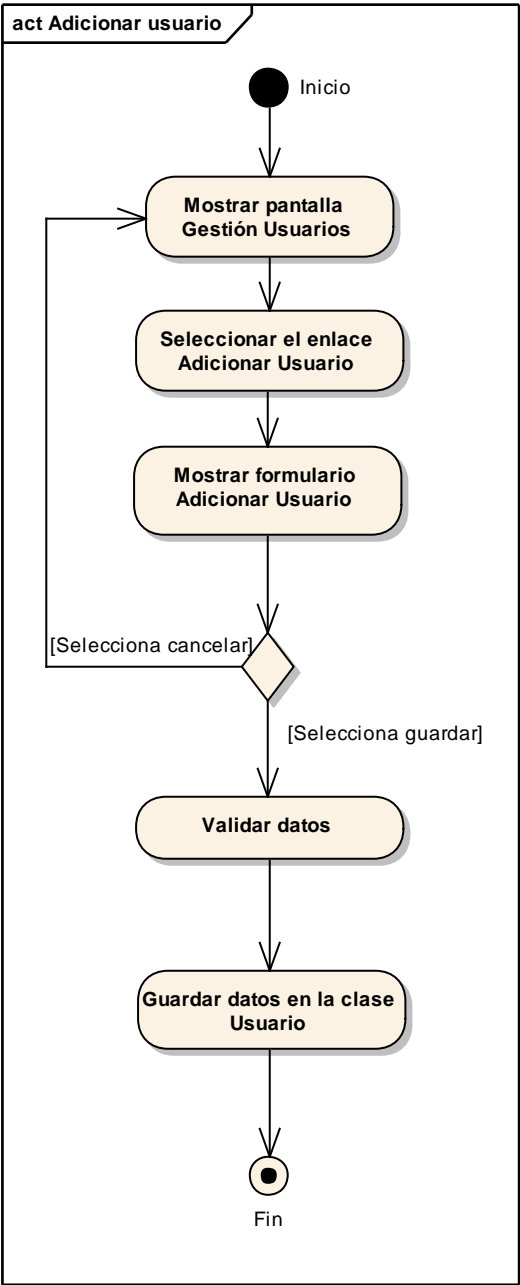 act Adicionar usuario
Inicio
Mostrar pantalla
Gestión Usuarios
Seleccionar el enlace
Adicionar Usuario
Mostrar formulario
Adicionar Usuario
[Selecciona cancelar]
[Selecciona guardar]
Validar datos
Guardar datos en la clase
Usuario
Fin